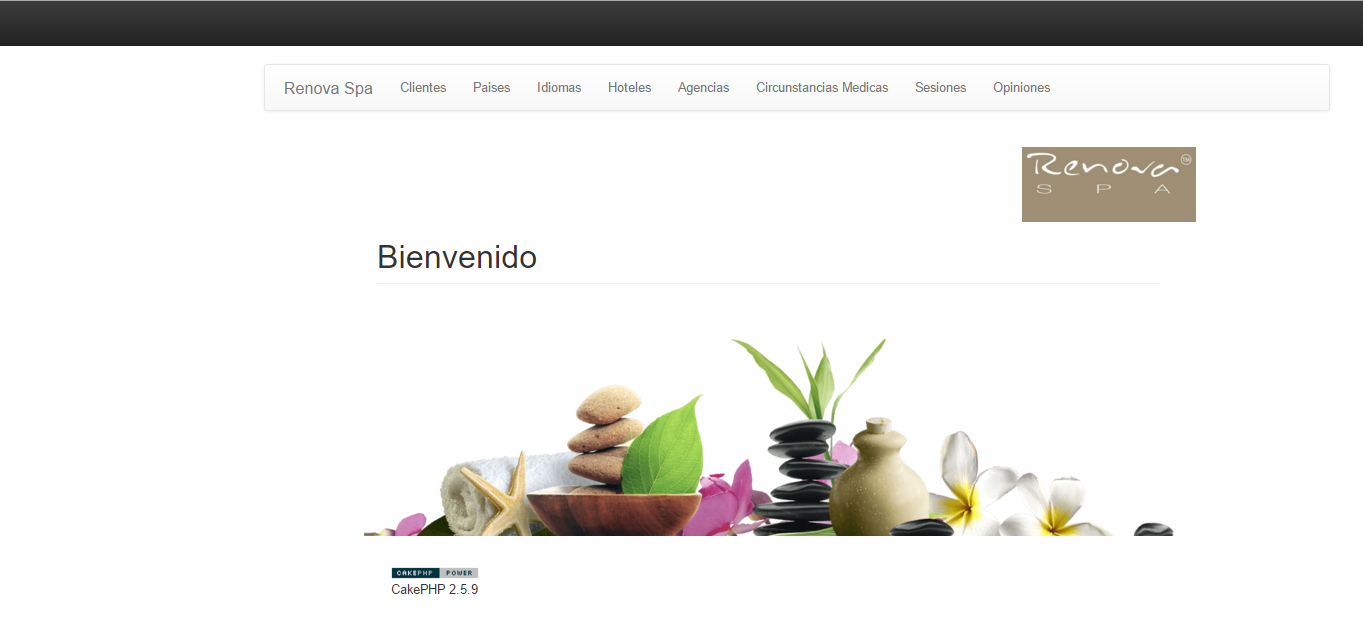 Renova Spa Clientes Paises Idiomas Hoteles Agencias Circunstancias Medicas Sesiones Opiniones
Renova™
SPA
Bienvenido
CAKEPHP POWER
CakePHP 2.5.9